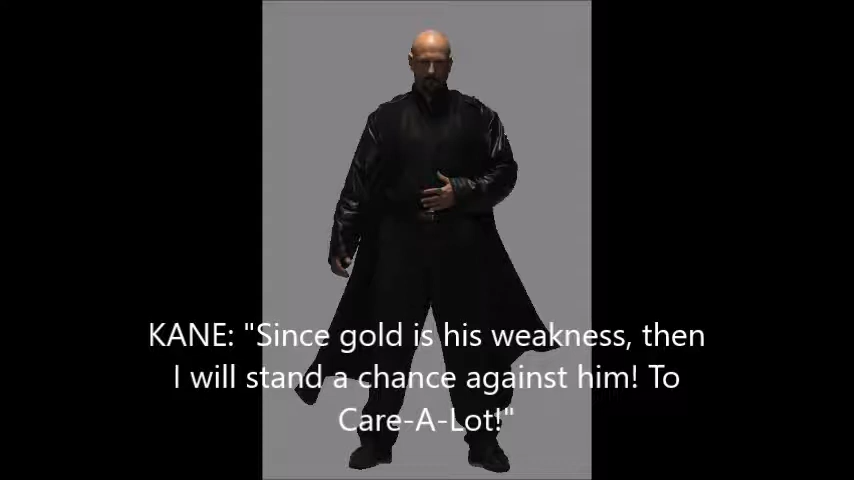 KANE: "Since gold is his weakness, then
I will stand a chance against him! To
Care-A-Lot!"